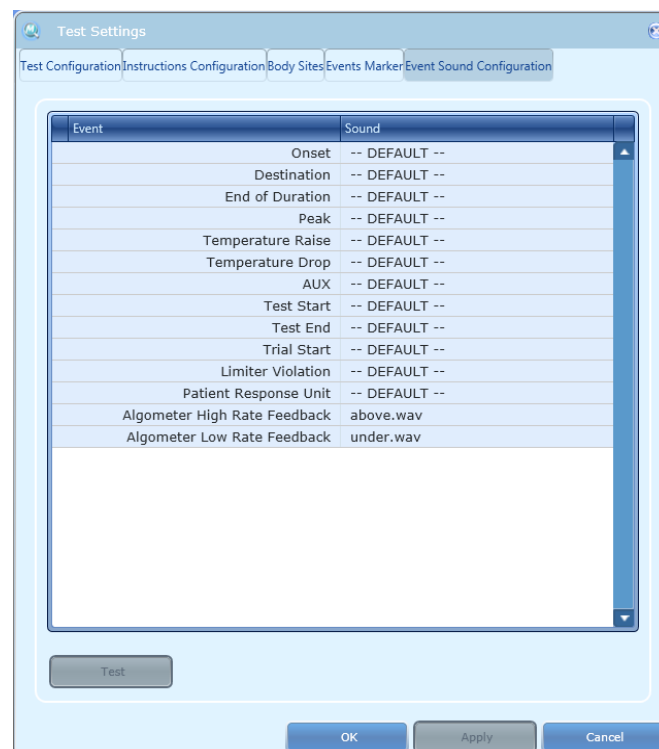 Test Settings
Test Configuration Instructions Configuration Body Sites Events Marker Event Sound Configuration
Event Sound
Onset -- DEFAULT --
Destination -- DEFAULT --
End of Duration -- DEFAULT --
Peak -- DEFAULT --
Temperature Raise -- DEFAULT --
Temperature Drop -- DEFAULT --
AUX -- DEFAULT --
Test Start -- DEFAULT --
Test End -- DEFAULT --
Trial Start -- DEFAULT --
Limiter Violation -- DEFAULT --
Patient Response Unit -- DEFAULT --
Algometer High Rate Feedback above.wav
Algometer Low Rate Feedback under.wav
Test
OK Apply Cancel